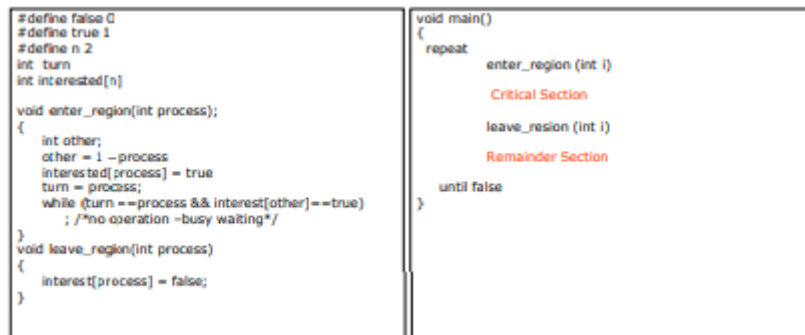 #define false 0
#define true 1
#define n 2
int turn
int interested[n]
void enter_region(int process);
{
int other;
other = 1 – process
interested[process] = true
turn = process;
while (turn ==process && interest[other]==true)
; /*no operation –busy waiting*/
}
void leave_region(int process)
{
interest[process] = false;
}
void main()
{
repeat
enter_region (int i)
Critical Section
leave_resion (int i)
Remainder Section
until false
}